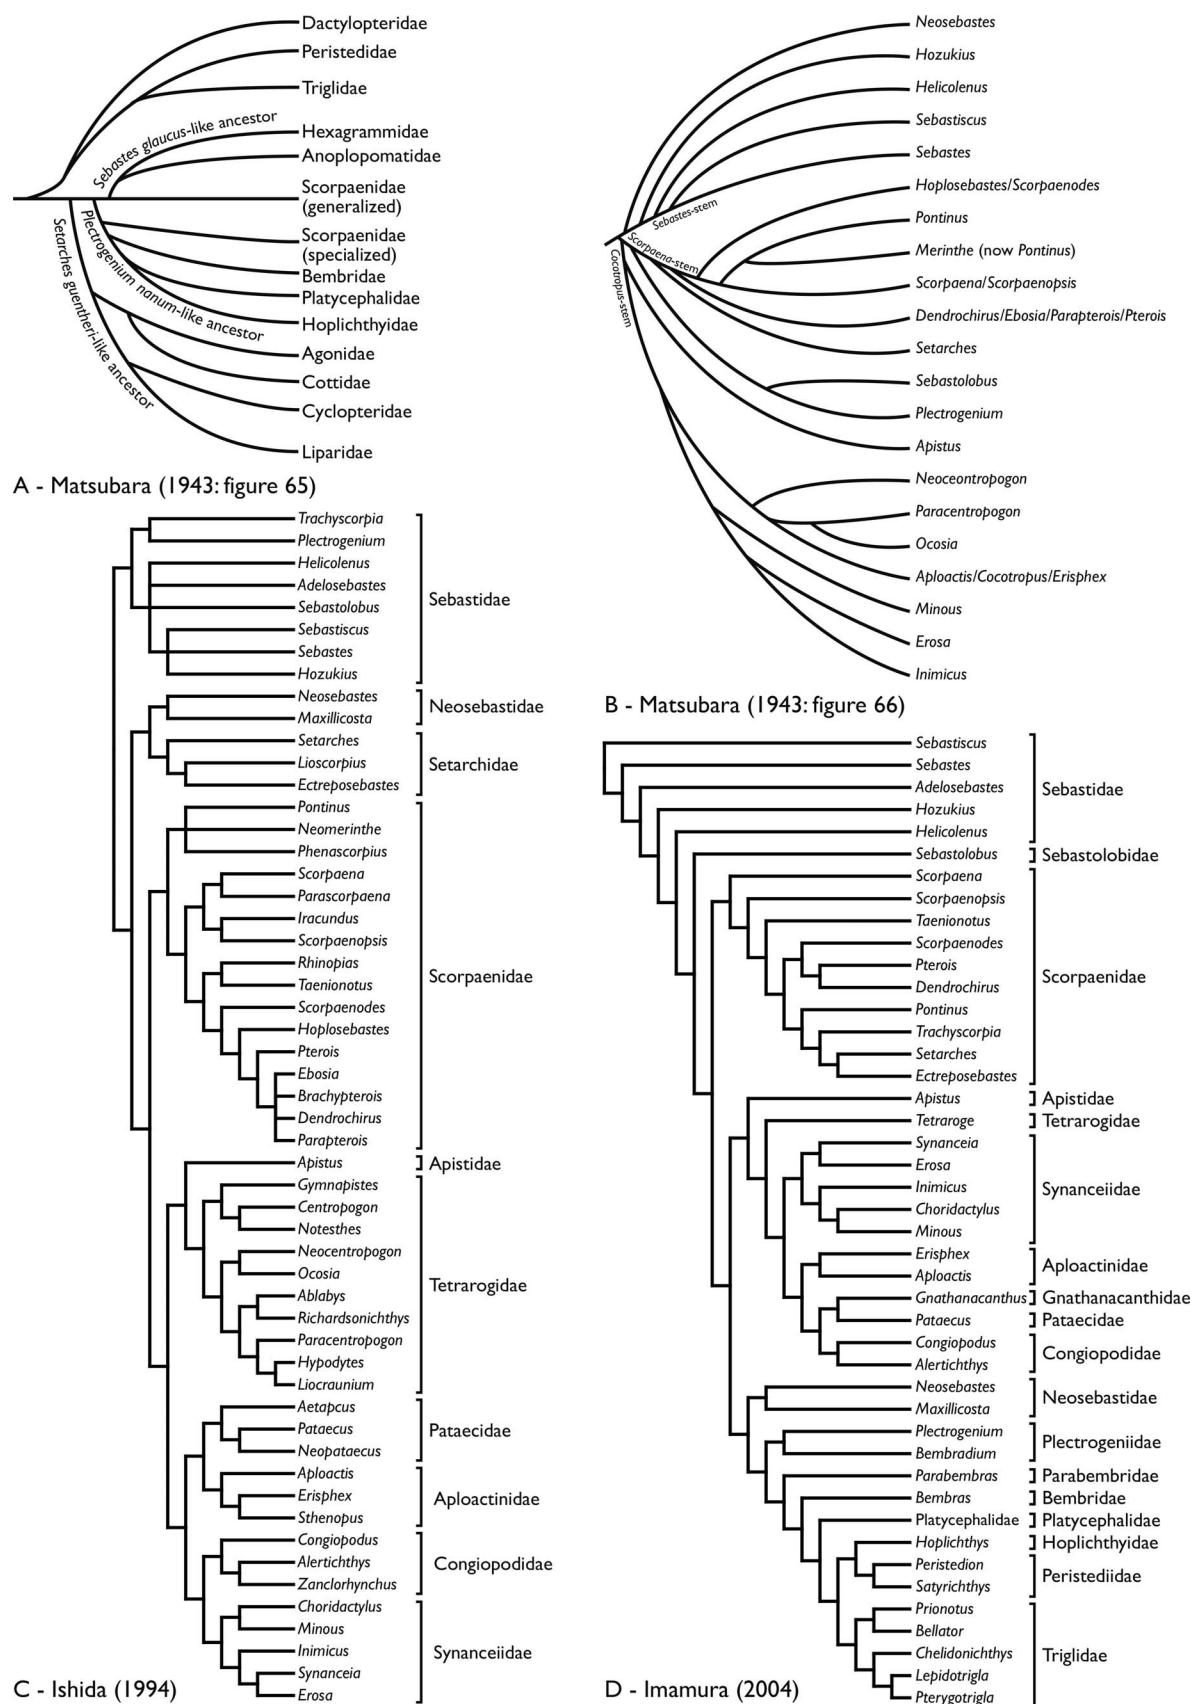 Dactylopteridae
Peristedidae
Triglidae
Sebastes glaucus-like ancestor
Hexagrammidae
Anoplopomatidae
Scorpaenidae
(generalized)
Plectrogenium nanum-like ancestor
Setarches guentheri-like ancestor
Scorpaenidae
(specialized)
Bembridae
Platycephalidae
Hoplichthyidae
Agonidae
Cottidae
Cyclopteridae
Liparidae
A - Matsubara (1943: figure 65)
Neosebastes
Hozukius
Helicolenus
Sebastiscus
Sebastes
Sebastes-stem
Scorpaena-stem
Cocotropus-stem
Hoplosebastes/Scorpaenodes
Pontinus
Merinthe (now Pontinus)
Scorpaena/Scorpaenopsis
Dendrochirus/Ebosia/Parapterois/Pterois
Setarches
Sebastolobus
Plectrogenium
Apistus
Neoceontropogon
Paracentropogon
Ocosia
Aploactis/Cocotropus/Erisphex
Minous
Erosa
Inimicus
B - Matsubara (1943: figure 66)
Trachyscorpia
Plectrogenium
Helicolenus
Adelosebastes
Sebastolobus
Sebastiscus
Sebastes
Hozukius
Sebastidae
Neosebastes
Maxillicosta
Neosebastidae
Setarches
Lioscorpius
Ectreposebastes
Setarchidae
Pontinus
Neomerinthe
Phenascorpius
Scorpaena
Parascorpaena
Iracundus
Scorpaenopsis
Rhinopias
Taenionotus
Scorpaenodes
Hoplosebastes
Pterois
Ebosia
Brachypterois
Dendrochirus
Parapterois
Scorpaenidae
Apistus
Apistidae
Gymnapistes
Centropogon
Notesthes
Neocentropogon
Ocosia
Ablabys
Richardsonichthys
Paracentropogon
Hypodytes
Liocraunium
Tetrarogidae
Aetapcus
Pataecus
Neopataecus
Pataecidae
Aploactis
Erisphex
Sthenopus
Aploactinidae
Congiopodus
Alertichthys
Zanclorhynchus
Congiopodidae
Choridactylus
Minous
Inimicus
Synanceia
Erosa
Synanceiidae
C - Ishida (1994)
Sebastiscus
Sebastes
Adelosebastes
Hozukius
Helicolenus
Sebastidae
Sebastolobus
Sebastolobidae
Scorpaena
Scorpaenopsis
Taenionotus
Scorpaenodes
Pterois
Dendrochirus
Pontinus
Trachyscorpia
Setarches
Ectreposebastes
Scorpaenidae
Apistus
Apistidae
Tetraroge
Tetrarogidae
Synanceia
Erosa
Inimicus
Choridactylus
Minous
Synanceiidae
Erisphex
Aploactis
Aploactinidae
Gnathanacanthus
Gnathanacanthidae
Pataecus
Pataecidae
Congiopodus
Alertichthys
Congiopodidae
Neosebastes
Maxillicosta
Neosebastidae
Plectrogenium
Bembradium
Plectrogeniidae
Parabembras
Parabembridae
Bembras
Bembridae
Platycephalidae
Platycephalidae
Hoplichthys
Hoplichthyidae
Peristedion
Satyrichthys
Peristediidae
Prionotus
Bellator
Chelidonichthys
Lepidotrigla
Pterygotrigla
Triglidae
D - Imamura (2004)